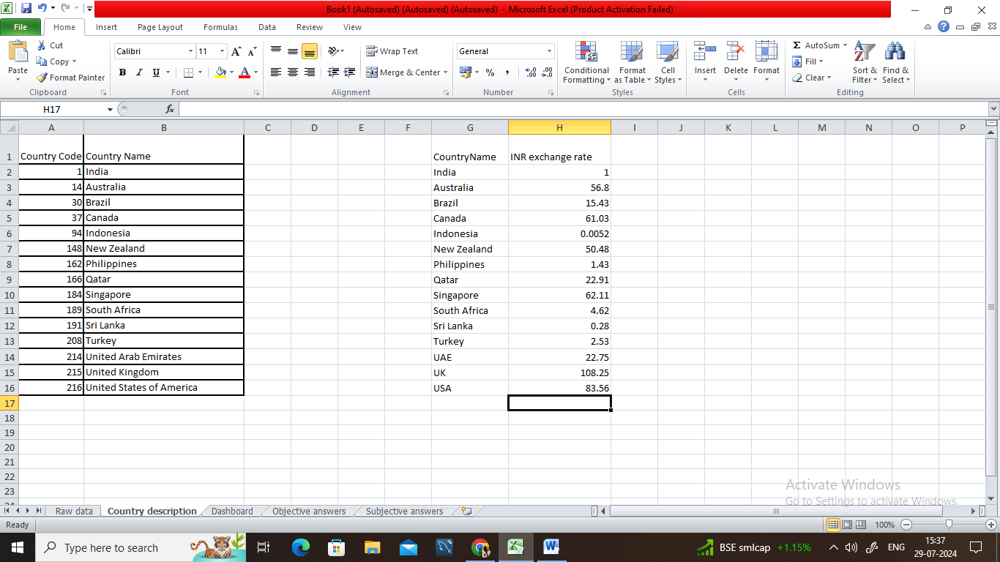 Book1 (Autosaved) (Autosaved) (Autosaved) - Microsoft Excel (Product Activation Failed)
File Home Insert Page Layout Formulas Data Review View
Paste
Cut
Copy
Format Painter
Clipboard
Calibri 11
B I U A
Font
Wrap Text
Merge & Center
Alignment
General
% ,
Number
Conditional Formatting
Format as Table
Cell Styles
Styles
Insert Delete Format
Cells
Σ AutoSum
Fill
Clear
Sort & Filter
Find & Select
Editing
H17 fx
A B C D E F G H I J K L M N O P
1 Country Code Country Name CountryName INR exchange rate
2 1 India India 1
3 14 Australia Australia 56.8
4 30 Brazil Brazil 15.43
5 37 Canada Canada 61.03
6 94 Indonesia Indonesia 0.0052
7 148 New Zealand New Zealand 50.48
8 162 Philippines Philippines 1.43
9 166 Qatar Qatar 22.91
10 184 Singapore Singapore 62.11
11 189 South Africa South Africa 4.62
12 191 Sri Lanka Sri Lanka 0.28
13 208 Turkey Turkey 2.53
14 214 United Arab Emirates UAE 22.75
15 215 United Kingdom UK 108.25
16 216 United States of America USA 83.56
17
18
19
20
21
22
23
24
Activate Windows
Go to Settings to activate Windows.
Raw data Country description Dashboard Objective answers Subjective answers
Ready 100%
Type here to search
BSE smlcap +1.15%
ENG
15:37
29-07-2024